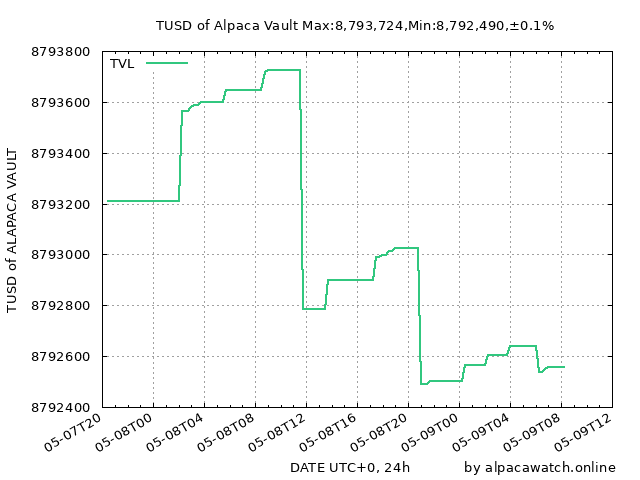 TUSD of Alpaca Vault Max:8,793,724,Min:8,792,490,±0.1%
TVL
8793800
8793600
8793400
8793200
8793000
8792800
8792600
8792400
TUSD of ALAPACA VAULT
05-07T20
05-08T00
05-08T04
05-08T08
05-08T12
05-08T16
05-08T20
05-09T00
05-09T04
05-09T08
05-09T12
DATE UTC+0, 24h
by alpacawatch.online